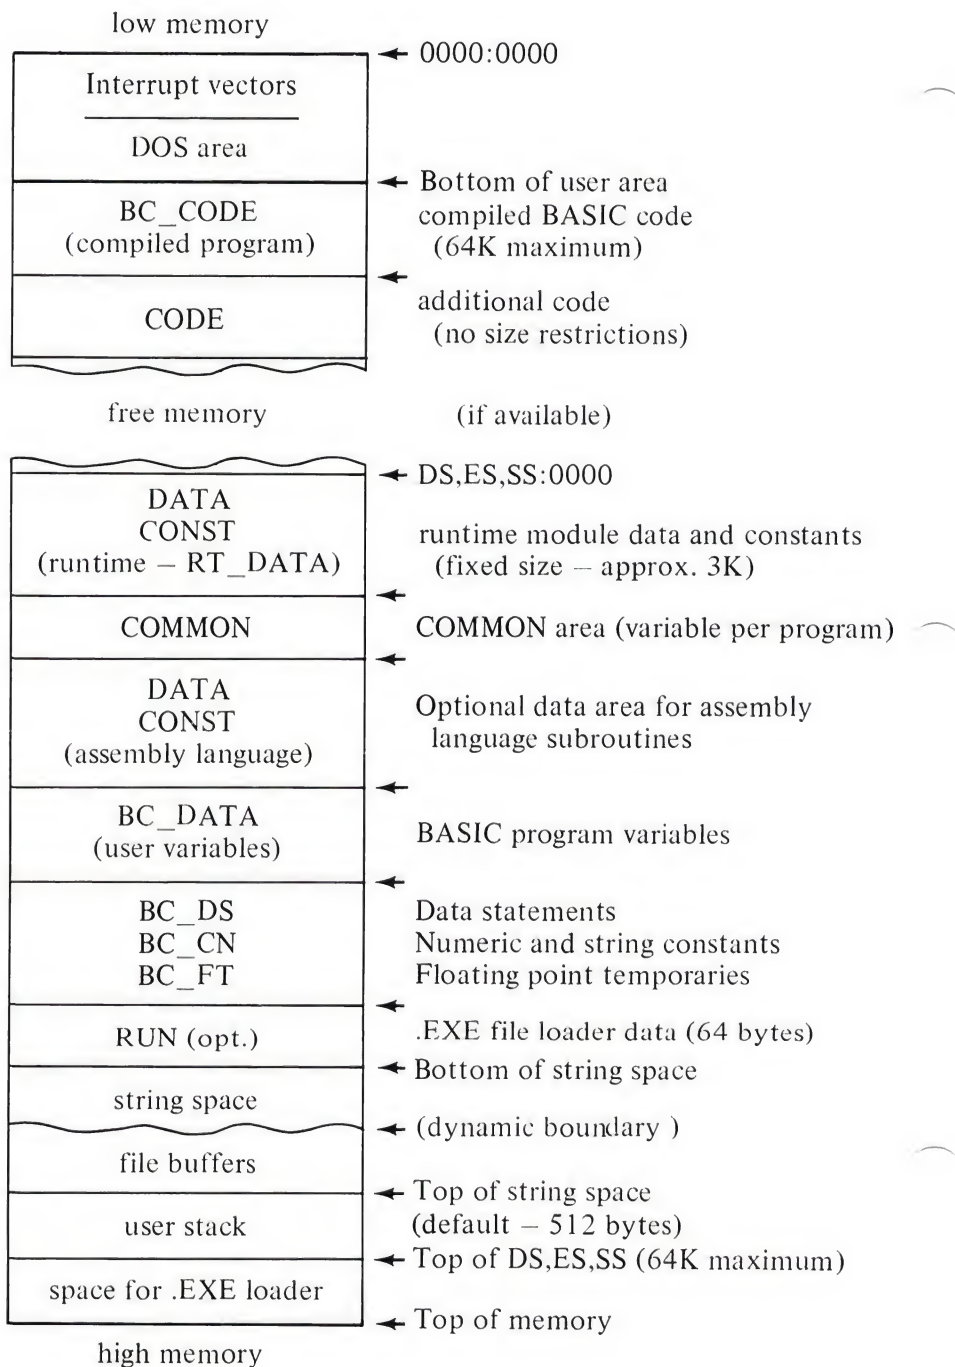 low memory
0000:0000
Interrupt vectors
DOS area
Bottom of user area
BC_CODE
compiled BASIC code
(compiled program)
(64K maximum)
CODE
additional code
(no size restrictions)
free memory
(if available)
DS,ES,SS:0000
DATA
CONST
(runtime – RT_DATA)
runtime module data and constants
(fixed size – approx. 3K)
COMMON
COMMON area (variable per program)
DATA
CONST
(assembly language)
Optional data area for assembly
language subroutines
BC_DATA
(user variables)
BASIC program variables
BC_DS
Data statements
BC_CN
Numeric and string constants
BC_FT
Floating point temporaries
RUN (opt.)
.EXE file loader data (64 bytes)
Bottom of string space
string space
(dynamic boundary )
file buffers
Top of string space
user stack
(default – 512 bytes)
Top of DS,ES,SS (64K maximum)
space for .EXE loader
Top of memory
high memory